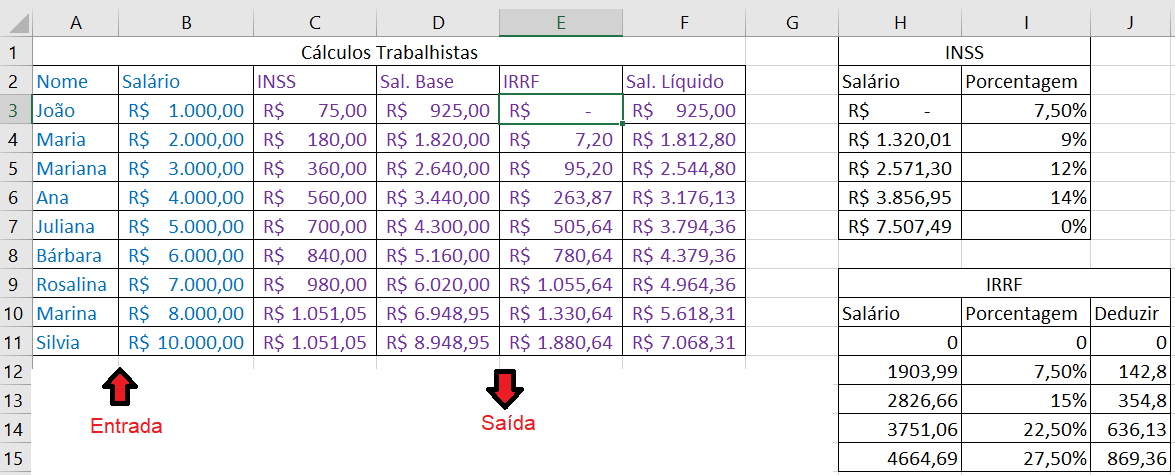 A B C D E F G H I J
1 Cálculos Trabalhistas INSS
2 Nome Salário INSS Sal. Base IRRF Sal. Líquido Salário Porcentagem
3 João R$ 1.000,00 R$ 75,00 R$ 925,00 R$ - R$ 925,00 R$ - 7,50%
4 Maria R$ 2.000,00 R$ 180,00 R$ 1.820,00 R$ 7,20 R$ 1.812,80 R$ 1.320,01 9%
5 Mariana R$ 3.000,00 R$ 360,00 R$ 2.640,00 R$ 95,20 R$ 2.544,80 R$ 2.571,30 12%
6 Ana R$ 4.000,00 R$ 560,00 R$ 3.440,00 R$ 263,87 R$ 3.176,13 R$ 3.856,95 14%
7 Juliana R$ 5.000,00 R$ 700,00 R$ 4.300,00 R$ 505,64 R$ 3.794,36 R$ 7.507,49 0%
8 Bárbara R$ 6.000,00 R$ 840,00 R$ 5.160,00 R$ 780,64 R$ 4.379,36
9 Rosalina R$ 7.000,00 R$ 980,00 R$ 6.020,00 R$ 1.055,64 R$ 4.964,36 IRRF
10 Marina R$ 8.000,00 R$ 1.051,05 R$ 6.948,95 R$ 1.330,64 R$ 5.618,31 Salário Porcentagem Deduzir
11 Silvia R$ 10.000,00 R$ 1.051,05 R$ 8.948,95 R$ 1.880,64 R$ 7.068,31 0 0 0
12 1903,99 7,50% 142,8
13 2826,66 15% 354,8
14 Entrada Saída 3751,06 22,50% 636,13
15 4664,69 27,50% 869,36